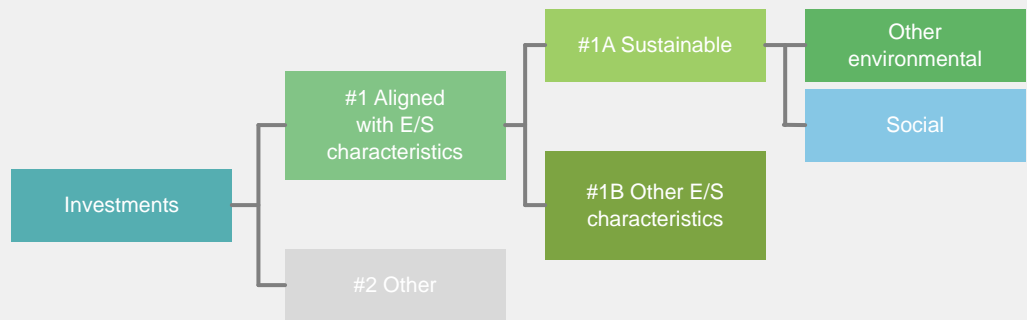 #1A Sustainable
Other
environmental
#1 Aligned
with E/S
characteristics
Social
Investments
#1B Other E/S
characteristics
#2 Other